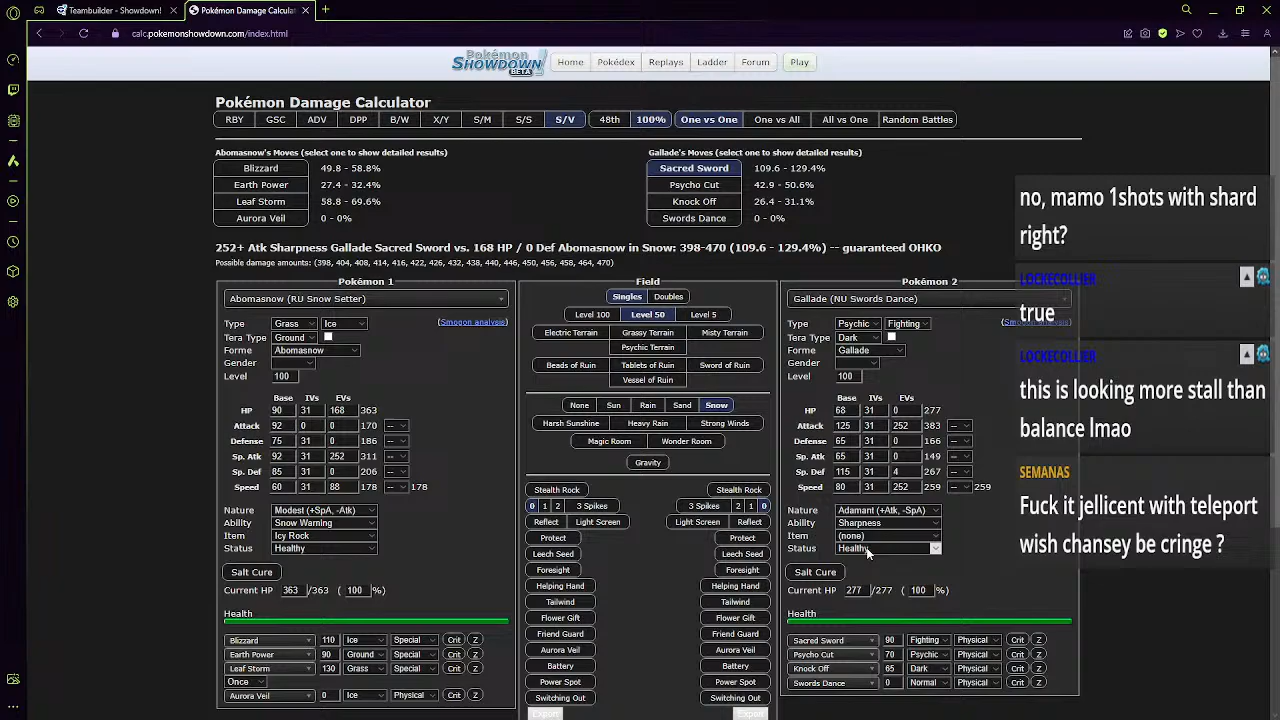 Teambuilder - Showdown!
Pokémon Damage Calculat
calc.pokemonshowdown.com/index.html
Pokémon
SHOWDOWN!
BETA
Home
Pokédex
Replays
Ladder
Forum
Play
Pokémon Damage Calculator
RBY GSC ADV DPP B/W X/Y S/M S/S S/V 48th 100% One vs One One vs All All vs One Random Battles
Abomasnow's Moves (select one to show detailed results)
Blizzard 49.8 - 58.8%
Earth Power 27.4 - 32.4%
Leaf Storm 58.8 - 69.6%
Aurora Veil 0 - 0%
Gallade's Moves (select one to show detailed results)
Sacred Sword 109.6 - 129.4%
Psycho Cut 42.9 - 50.6%
Knock Off 26.4 - 31.1%
Swords Dance 0 - 0%
252+ Atk Sharpness Gallade Sacred Sword vs. 168 HP / 0 Def Abomasnow in Snow: 398-470 (109.6 - 129.4%) -- guaranteed OHKO
Possible damage amounts: (398, 404, 408, 414, 416, 422, 426, 432, 438, 440, 446, 450, 456, 458, 464, 470)
Pokémon 1
Abomasnow (RU Snow Setter)
Type Grass Ice (Smogon analysis)
Tera Type Ground
Forme Abomasnow
Gender
Level 100
Base IVs EVs
HP 90 31 168 363
Attack 92 0 0 170 --
Defense 75 31 0 186 --
Sp. Atk 92 31 252 311 --
Sp. Def 85 31 0 206 --
Speed 60 31 88 178 -- 178
Nature Modest (+SpA, -Atk)
Ability Snow Warning
Item Icy Rock
Status Healthy
Salt Cure
Current HP 363 /363 ( 100 %)
Health
Blizzard 110 Ice Special Crit Z
Earth Power 90 Ground Special Crit Z
Leaf Storm 130 Grass Special Crit Z
Once
Aurora Veil 0 Ice Physical Crit Z
Field
Singles Doubles
Level 100 Level 50 Level 5
Electric Terrain Grassy Terrain Misty Terrain
Psychic Terrain
Beads of Ruin Tablets of Ruin Sword of Ruin
Vessel of Ruin
None Sun Rain Sand Snow
Harsh Sunshine Heavy Rain Strong Winds
Magic Room Wonder Room
Gravity
Stealth Rock Stealth Rock
0 1 2 3 Spikes 3 Spikes 2 1 0
Reflect Light Screen Light Screen Reflect
Protect Protect
Leech Seed Leech Seed
Foresight Foresight
Helping Hand Helping Hand
Tailwind Tailwind
Flower Gift Flower Gift
Friend Guard Friend Guard
Aurora Veil Aurora Veil
Battery Battery
Power Spot Power Spot
Switching Out Switching Out
Export Export
Pokémon 2
Gallade (NU Swords Dance)
Type Psychic Fighting (Smogon analysis)
Tera Type Dark
Forme Gallade
Gender
Level 100
Base IVs EVs
HP 68 31 0 277
Attack 125 31 252 383 --
Defense 65 31 0 166 --
Sp. Atk 65 31 0 149 --
Sp. Def 115 31 4 267 --
Speed 80 31 252 259 -- 259
Nature Adamant (+Atk, -SpA)
Ability Sharpness
Item (none)
Status Healthy
Salt Cure
Current HP 277 /277 ( 100 %)
Health
Sacred Sword 90 Fighting Physical Crit Z
Psycho Cut 70 Psychic Physical Crit Z
Knock Off 65 Dark Physical Crit Z
Swords Dance 0 Normal Physical Crit Z
no, mamo 1shots with shard
right?
LOCKECOLLIER
true
LOCKECOLLIER
this is looking more stall than
balance lmao
SEMANAS
Fuck it jellicent with teleport
wish chansey be cringe ?